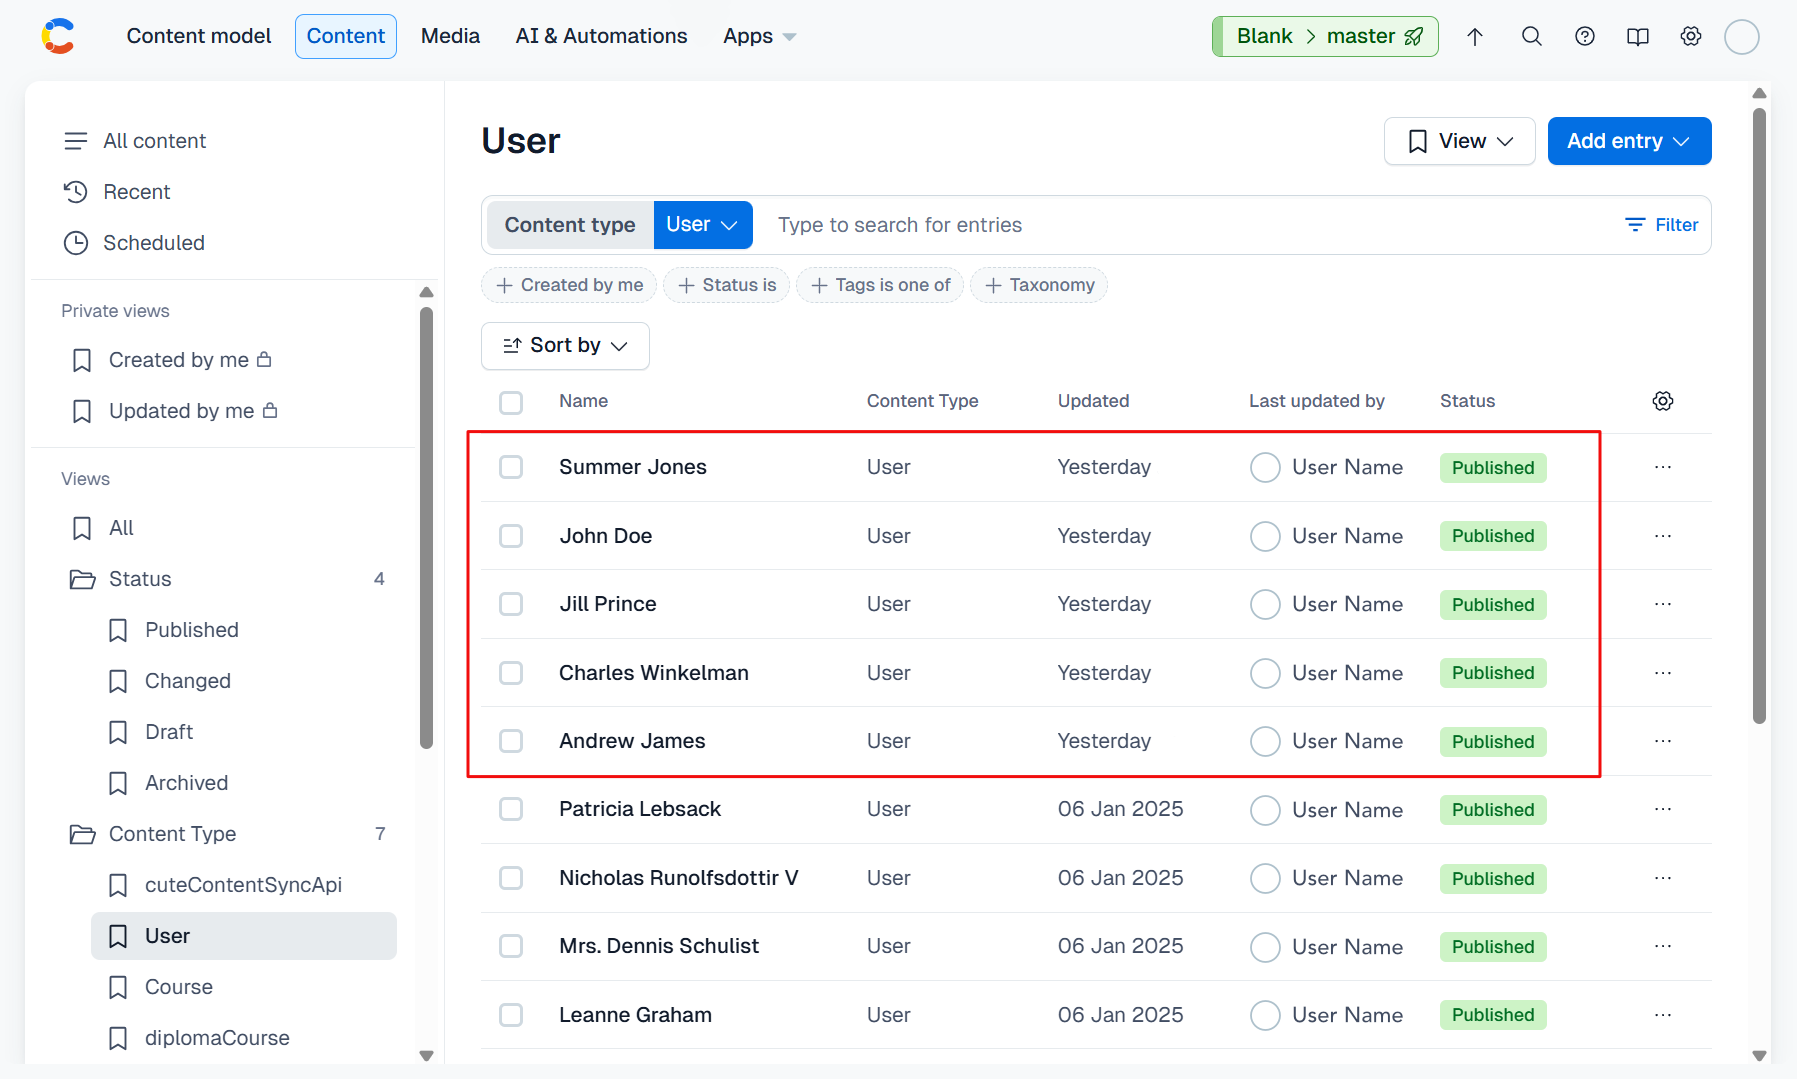 Content model Content Media AI & Automations Apps Blank > master
All content
Recent
Scheduled
Private views
Created by me
Updated by me
Views
All
Status 4
Published
Changed
Draft
Archived
Content Type 7
cuteContentSyncApi
User
Course
diplomaCourse
User
View Add entry
Content type User Type to search for entries Filter
+ Created by me + Status is + Tags is one of + Taxonomy
Sort by
Name Content Type Updated Last updated by Status
Summer Jones User Yesterday User Name Published ...
John Doe User Yesterday User Name Published ...
Jill Prince User Yesterday User Name Published ...
Charles Winkelman User Yesterday User Name Published ...
Andrew James User Yesterday User Name Published ...
Patricia Lebsack User 06 Jan 2025 User Name Published ...
Nicholas Runolfsdottir V User 06 Jan 2025 User Name Published ...
Mrs. Dennis Schulist User 06 Jan 2025 User Name Published ...
Leanne Graham User 06 Jan 2025 User Name Published ...